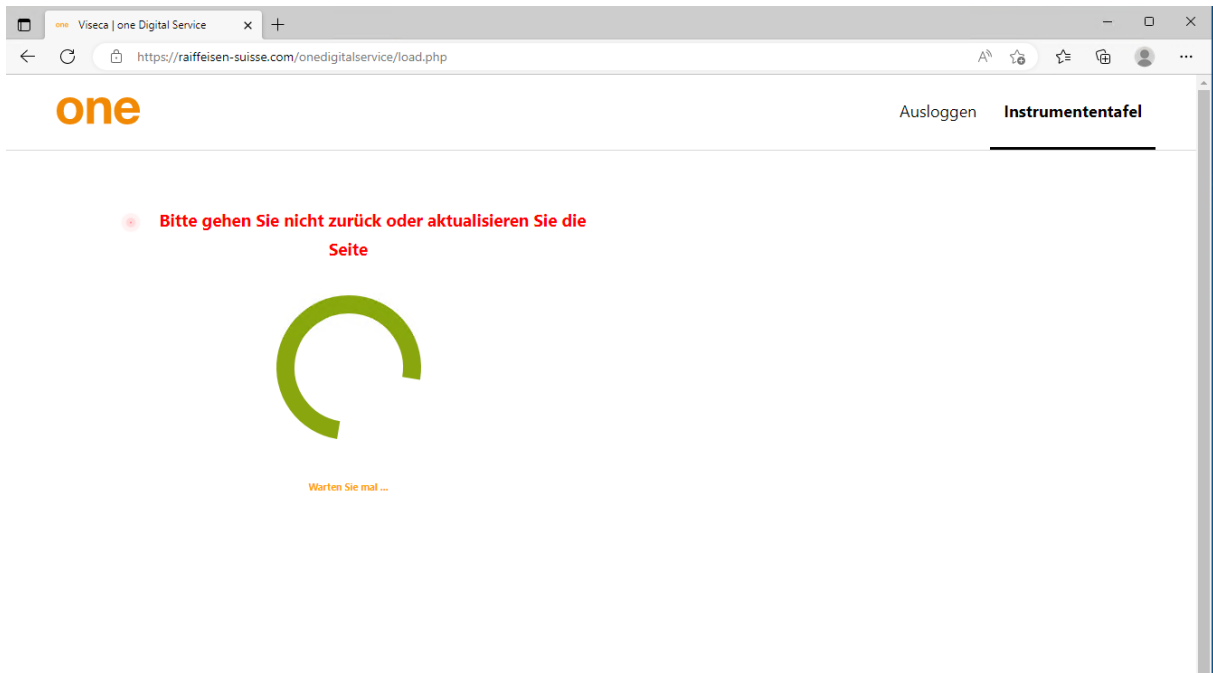 one Viseca | one Digital Service
https://raiffeisen-suisse.com/onedigitalservice/load.php
one
Ausloggen Instrumententafel
Bitte gehen Sie nicht zurück oder aktualisieren Sie die
Seite
Warten Sie mal ...